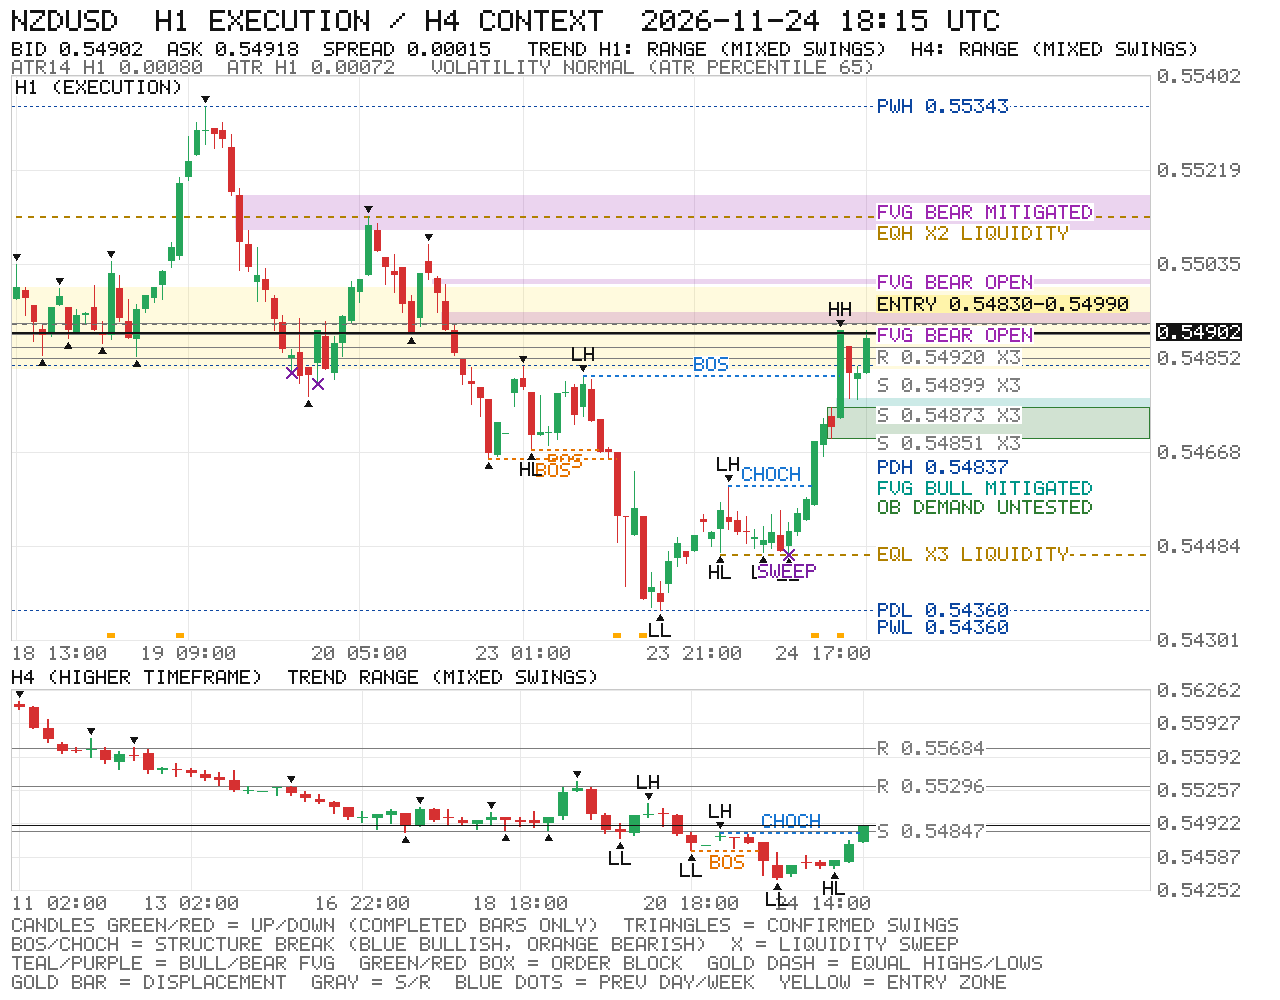 NZDUSD  H1 EXECUTION / H4 CONTEXT  2026-11-24 18:15 UTC
BID 0.54902  ASK 0.54918  SPREAD 0.00015  TREND H1: RANGE (MIXED SWINGS)  H4: RANGE (MIXED SWINGS)
ATR14 H1 0.00080  ATR H1 0.00072  VOLATILITY NORMAL (ATR PERCENTILE 65)
H1 (EXECUTION)
0.55402
PWH 0.55343
0.55219
FVG BEAR MITIGATED
EQH X2 LIQUIDITY
0.55035
FVG BEAR OPEN
ENTRY 0.54830-0.54990
HH
FVG BEAR OPEN
0.54902
LH
BOS
R 0.54920 X3
0.54852
S 0.54899 X3
S 0.54873 X3
S 0.54851 X3
0.54668
HL
BOS
BOS
LH
CHOCH
PDH 0.54837
FVG BULL MITIGATED
OB DEMAND UNTESTED
0.54484
EQL X3 LIQUIDITY
HL
SWEEP
PDL 0.54360
PWL 0.54360
LL
0.54301
18 13:00
19 09:00
20 05:00
23 01:00
23 21:00
24 17:00
H4 (HIGHER TIMEFRAME)  TREND RANGE (MIXED SWINGS)
0.56262
0.55927
R 0.55684
0.55592
R 0.55296
0.55257
LH
LH
CHOCH
0.54922
S 0.54847
LL
BOS
0.54587
LL
HL
LL
0.54252
11 02:00
13 02:00
16 22:00
18 18:00
20 18:00
24 14:00
CANDLES GREEN/RED = UP/DOWN (COMPLETED BARS ONLY)  TRIANGLES = CONFIRMED SWINGS
BOS/CHOCH = STRUCTURE BREAK (BLUE BULLISH, ORANGE BEARISH)  X = LIQUIDITY SWEEP
TEAL/PURPLE = BULL/BEAR FVG  GREEN/RED BOX = ORDER BLOCK  GOLD DASH = EQUAL HIGHS/LOWS
GOLD BAR = DISPLACEMENT  GRAY = S/R  BLUE DOTS = PREV DAY/WEEK  YELLOW = ENTRY ZONE